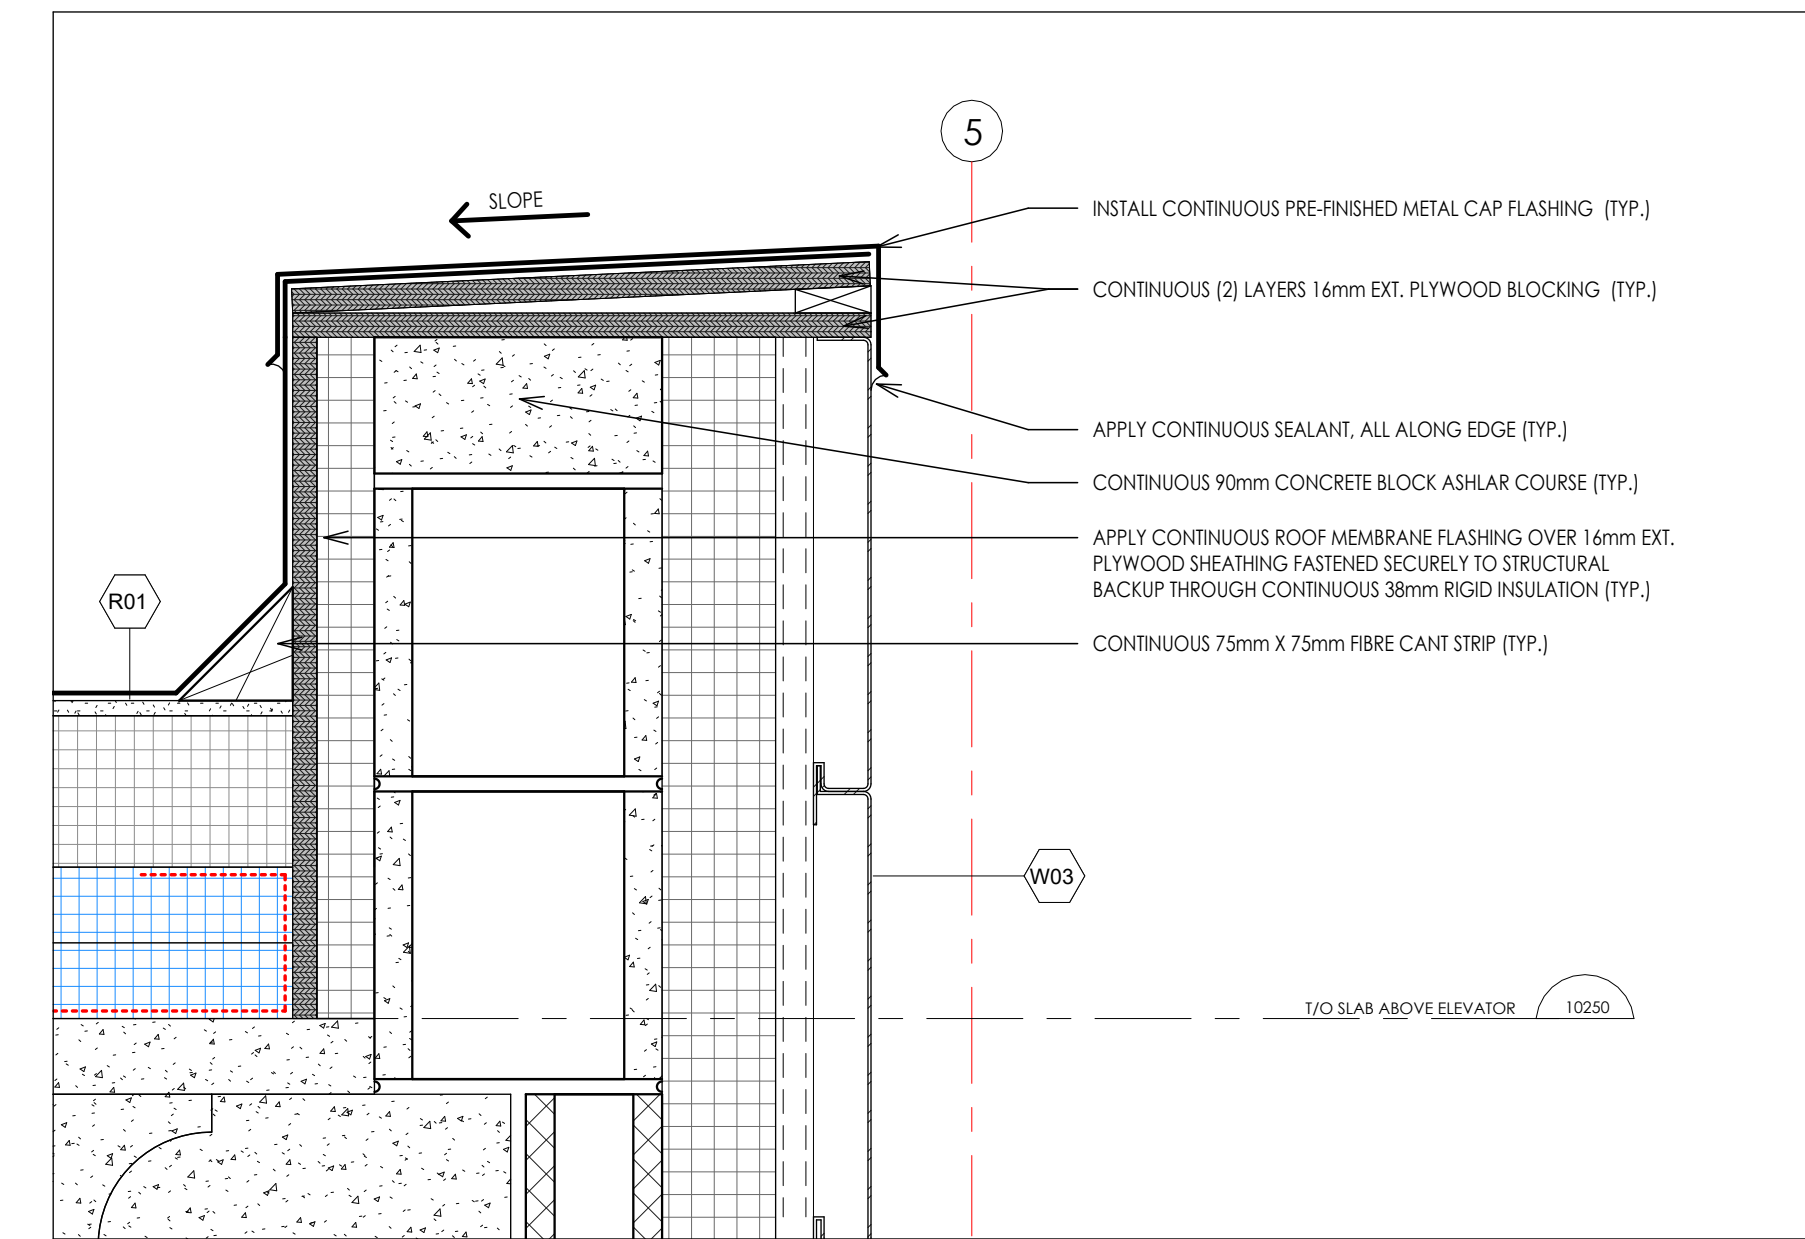 5
SLOPE
INSTALL CONTINUOUS PRE-FINISHED METAL CAP FLASHING (TYP.)
CONTINUOUS (2) LAYERS 16mm EXT. PLYWOOD BLOCKING (TYP.)
APPLY CONTINUOUS SEALANT, ALL ALONG EDGE (TYP.)
CONTINUOUS 90mm CONCRETE BLOCK ASHLAR COURSE (TYP.)
APPLY CONTINUOUS ROOF MEMBRANE FLASHING OVER 16mm EXT.
PLYWOOD SHEATHING FASTENED SECURELY TO STRUCTURAL
BACKUP THROUGH CONTINUOUS 38mm RIGID INSULATION (TYP.)
R01
CONTINUOUS 75mm X 75mm FIBRE CANT STRIP (TYP.)
W03
T/O SLAB ABOVE ELEVATOR
10250